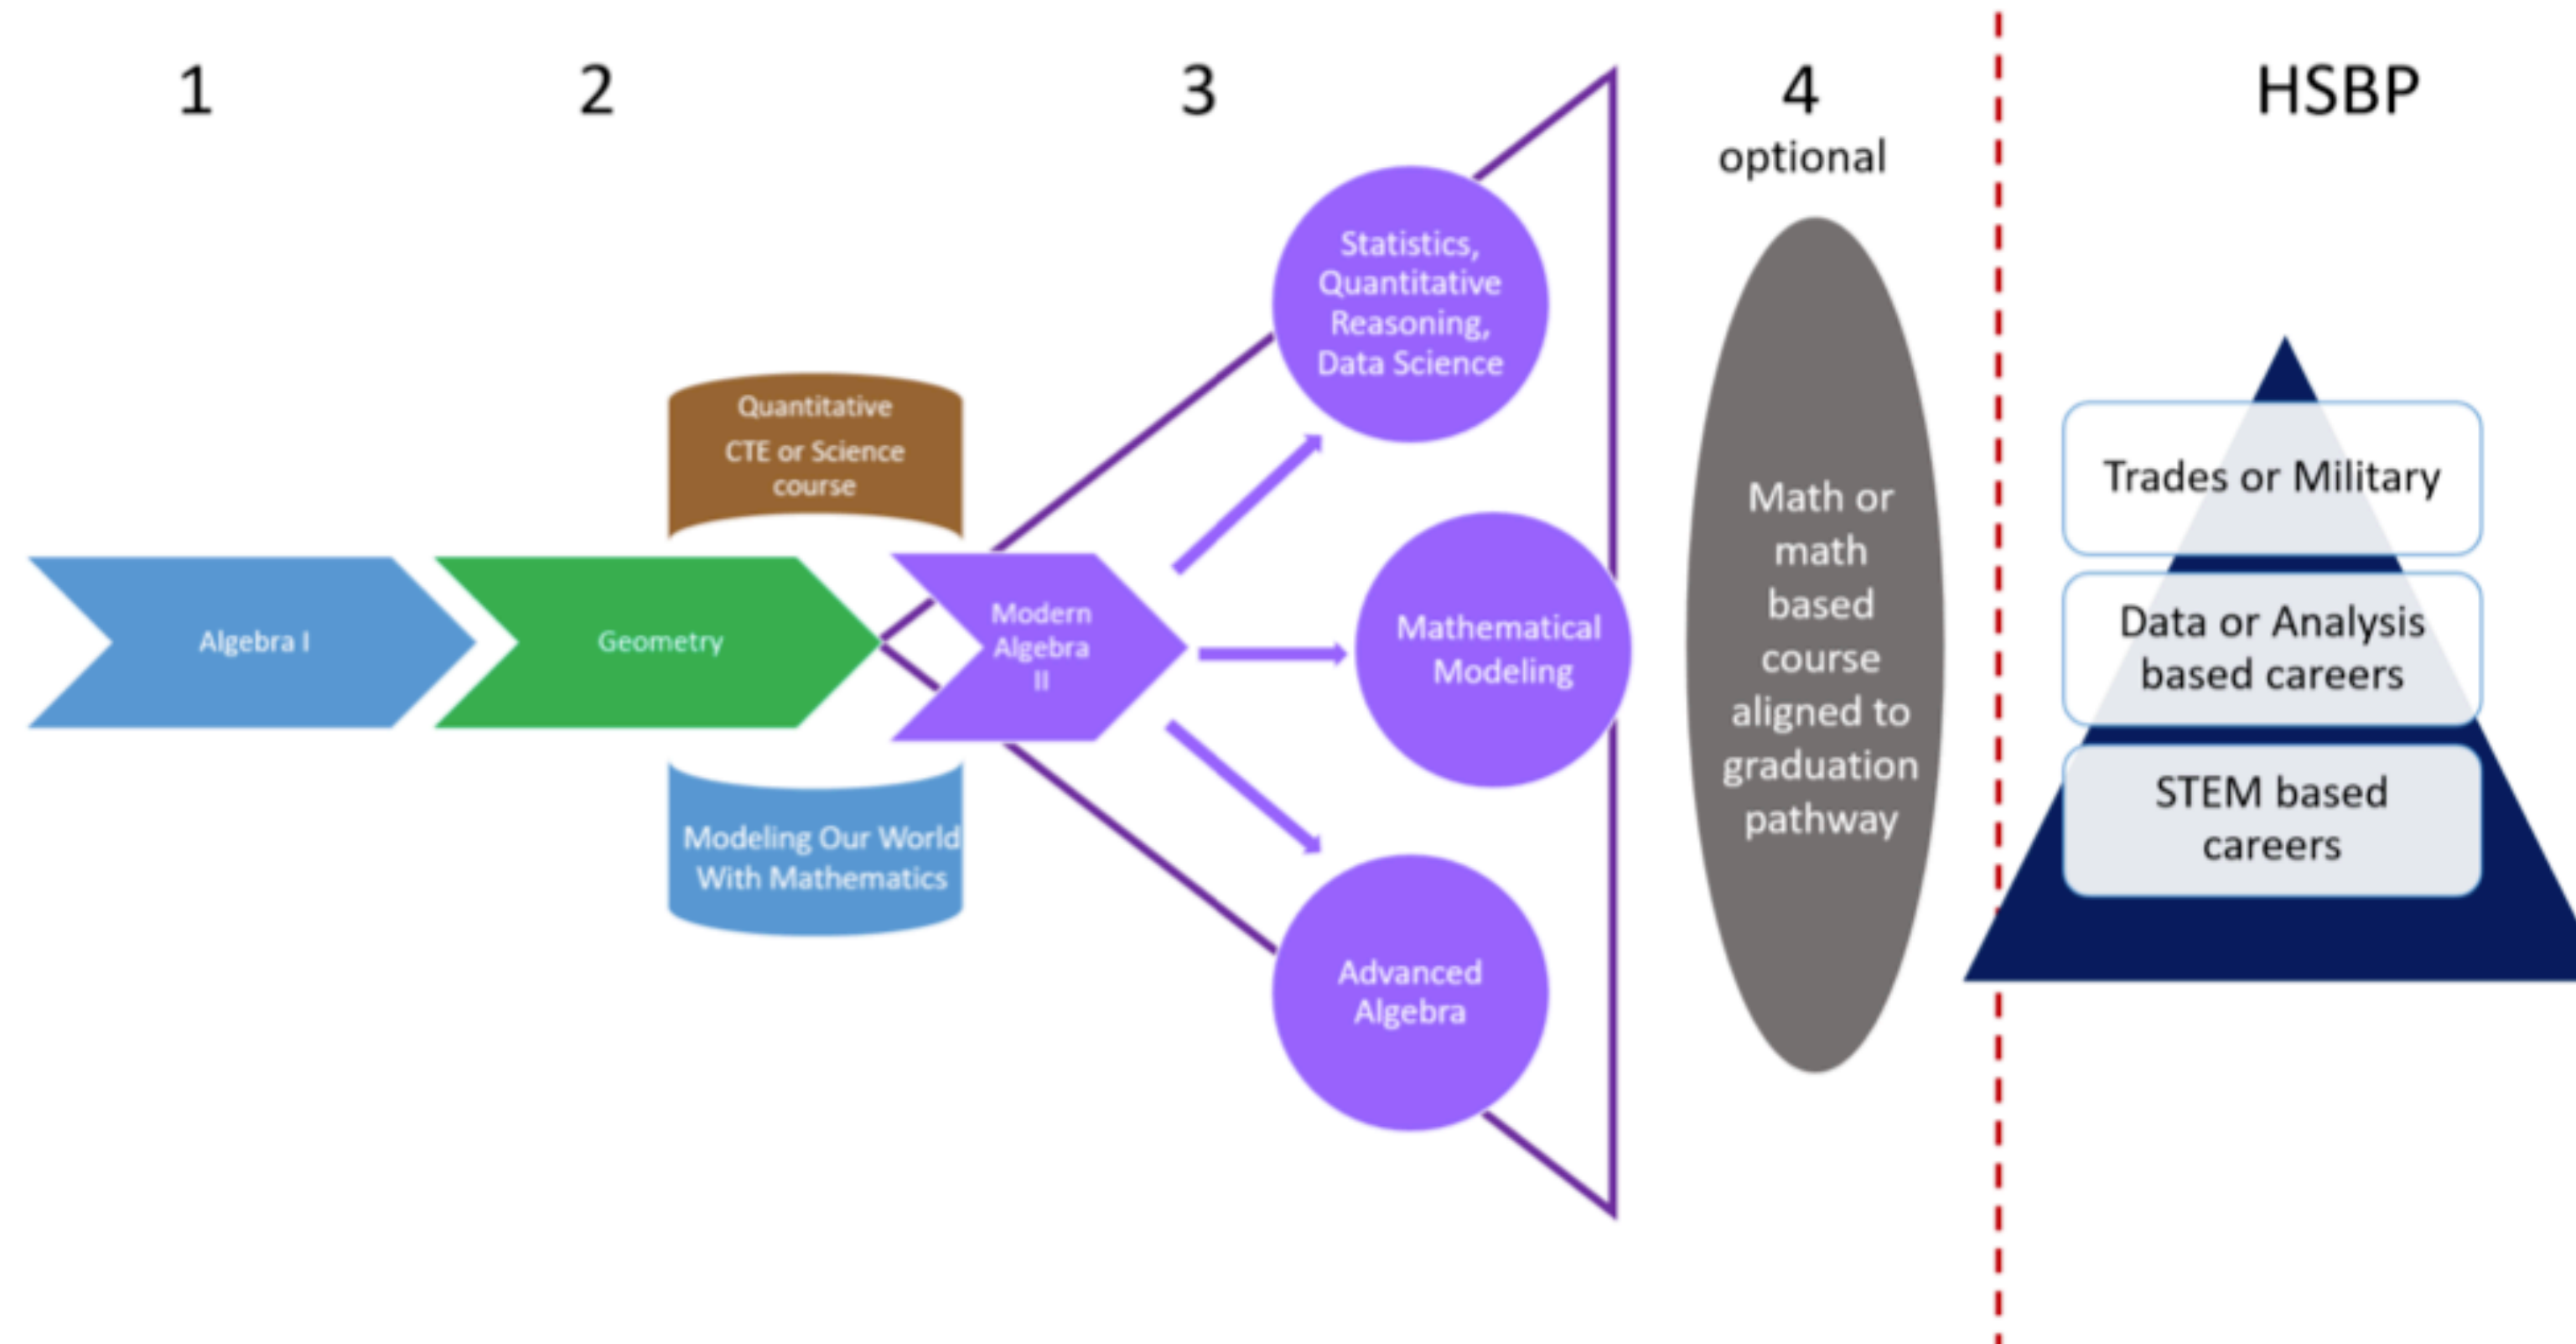 1
2
3
4
optional
HSBP
Algebra I
Geometry
Quantitative
CTE or Science
course
Modeling Our World
With Mathematics
Modern
Algebra
II
Statistics,
Quantitative
Reasoning,
Data Science
Mathematical
Modeling
Advanced
Algebra
Math or
math
based
course
aligned to
graduation
pathway
Trades or Military
Data or Analysis
based careers
STEM based
careers